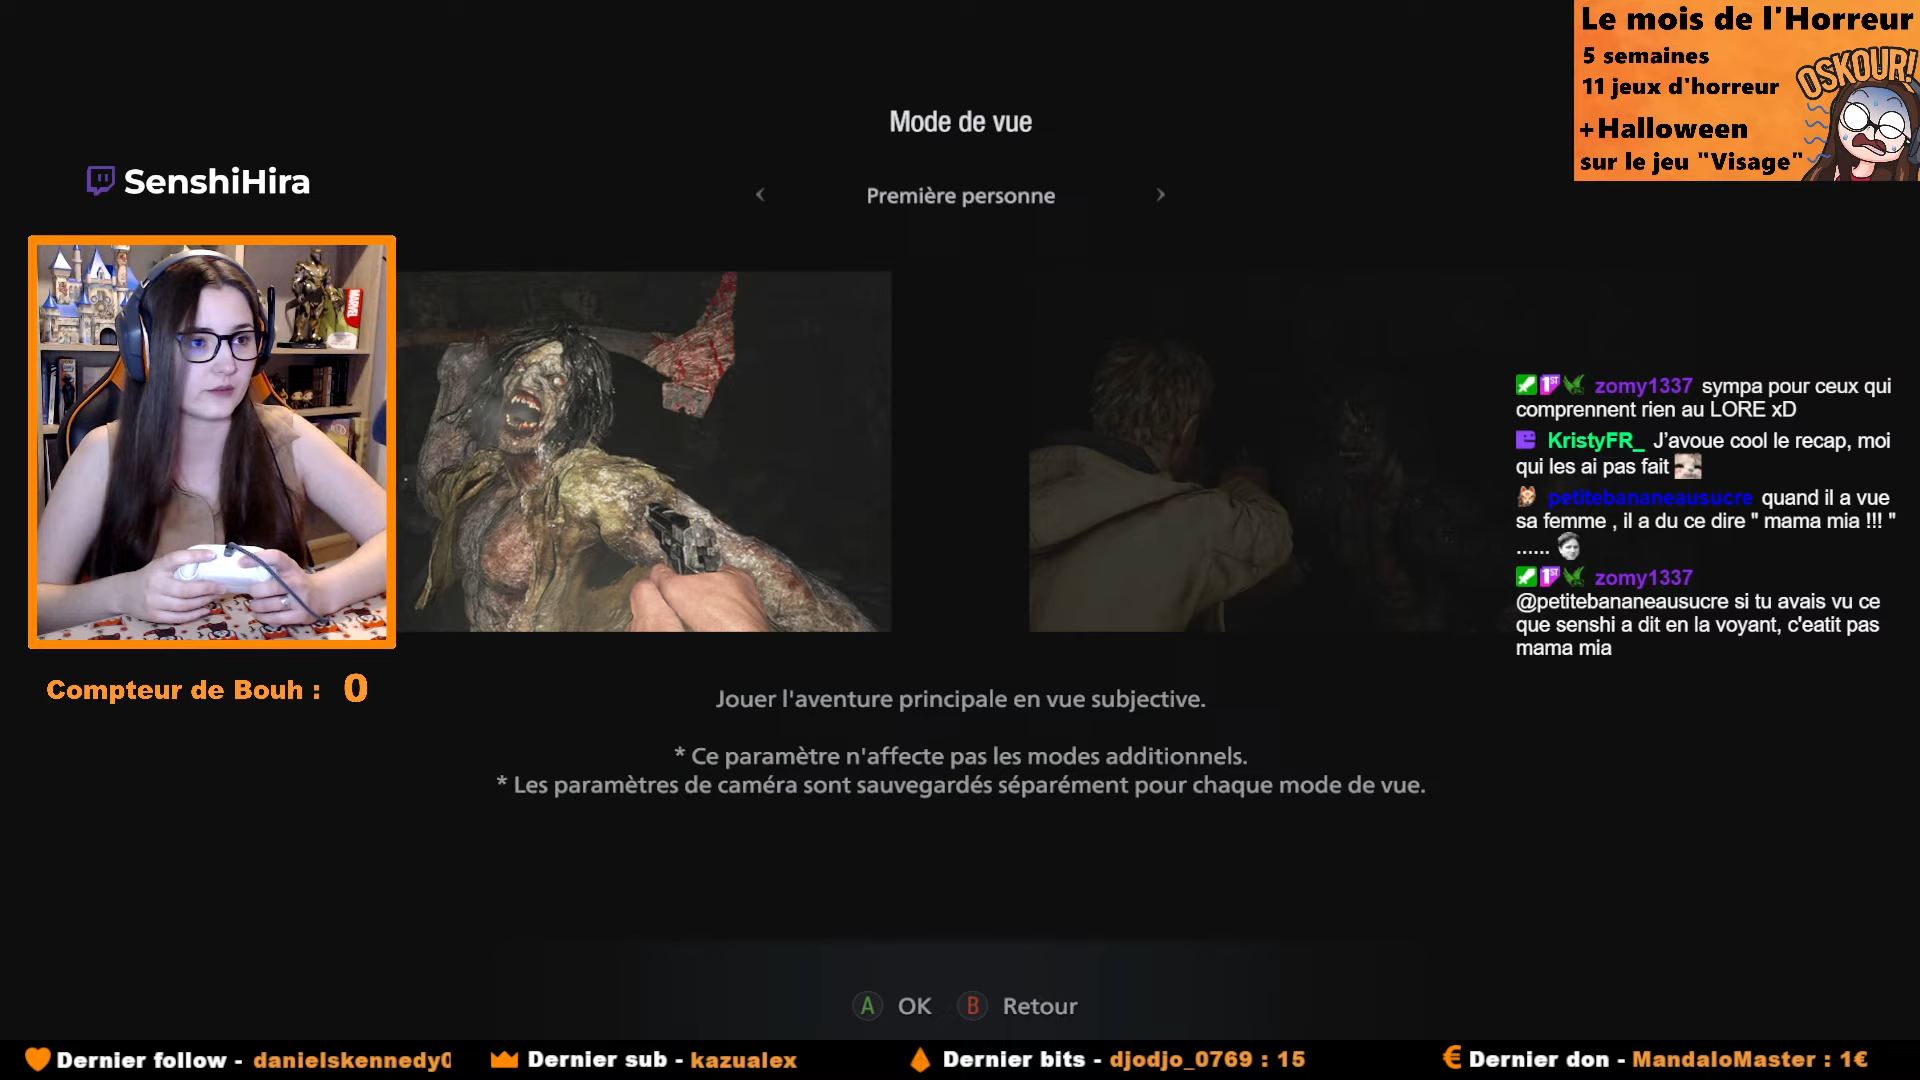 Le mois de l'Horreur
5 semaines
11 jeux d'horreur
+Halloween
sur le jeu "Visage"
OSKOUR!
Mode de vue
Première personne
SenshiHira
MARVEL
Compteur de Bouh : 0
zomy1337 sympa pour ceux qui
comprennent rien au LORE xD
KristyFR_ J'avoue cool le recap, moi
qui les ai pas fait
petitebananeausucre quand il a vue
sa femme , il a du ce dire " mama mia !!! "
......
zomy1337
@petitebananeausucre si tu avais vu ce
que senshi a dit en la voyant, c'eatit pas
mama mia
Jouer l'aventure principale en vue subjective.
* Ce paramètre n'affecte pas les modes additionnels.
* Les paramètres de caméra sont sauvegardés séparément pour chaque mode de vue.
A OK B Retour
Dernier follow - danielskennedy0
Dernier sub - kazualex
Dernier bits - djodjo_0769 : 15
€ Dernier don - MandaloMaster : 1€